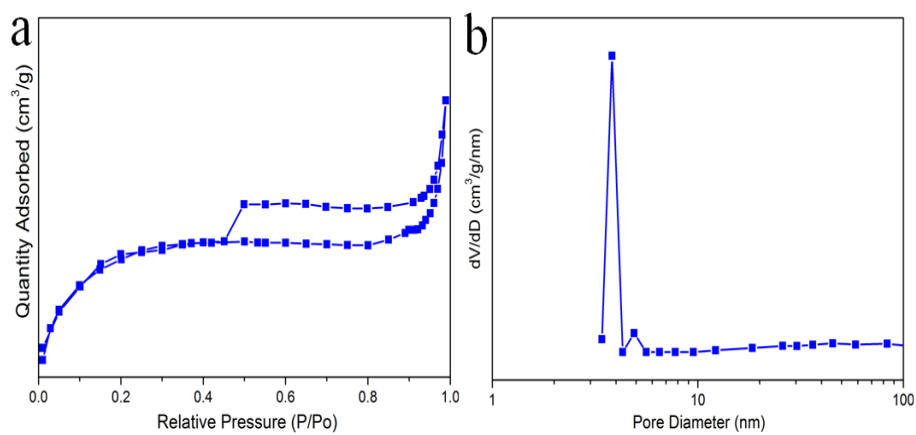 a
Quantity Adsorbed (cm³/g)
0.0 0.2 0.4 0.6 0.8 1.0
Relative Pressure (P/Po)
b
dV/dD (cm³/g/nm)
1 10 100
Pore Diameter (nm)